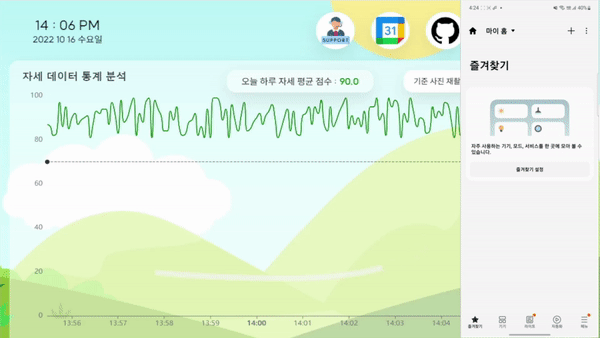 14 : 06 PM
2022 10 16 수요일
SUPPORT
31
자세 데이터 통계 분석
오늘 하루 자세 평균 점수 : 90.0
기준 사진 재촬
100
80
60
40
20
0
13:56
13:57
13:58
13:59
14:00
14:01
14:02
14:03
14:04
4:24
40%
마이 홈
즐겨찾기
자주 사용하는 기기, 모드, 서비스를 한 곳에 모아 볼 수
있습니다.
즐겨찾기 설정
즐겨찾기
기기
라이프
자동화
메뉴